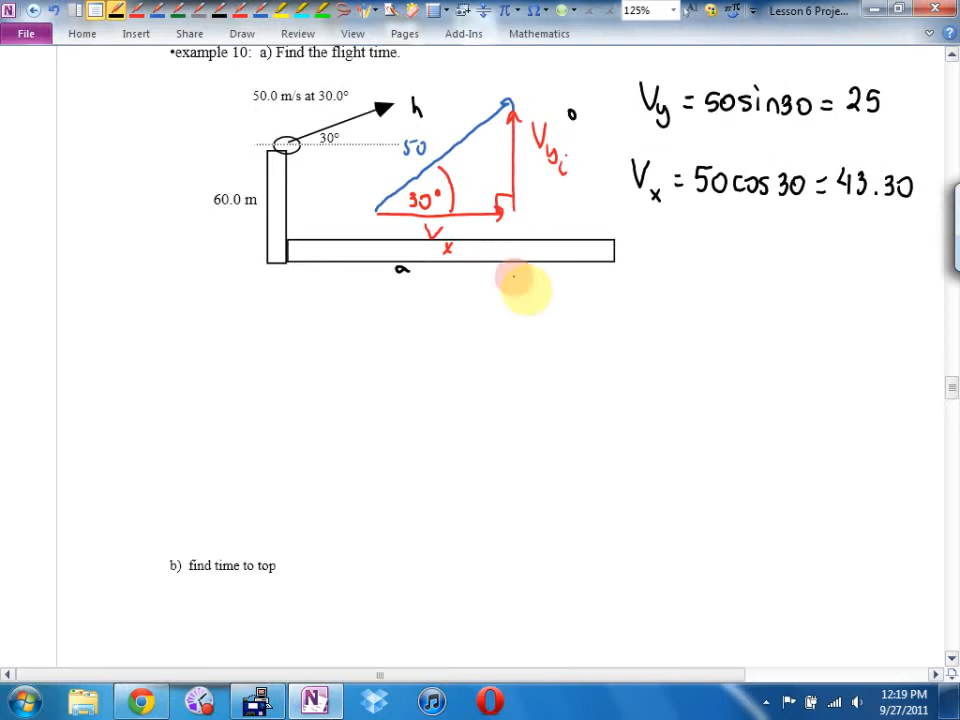 125%
Lesson 6 Proje...
File Home Insert Share Draw Review View Pages Add-Ins Mathematics
•example 10: a) Find the flight time.
50.0 m/s at 30.0°
h
30°
60.0 m
50
30°
Vyi
o
Vx
a
Vy = 50sin30 = 25
Vx = 50cos30 = 43.30
b) find time to top
12:19 PM
9/27/2011